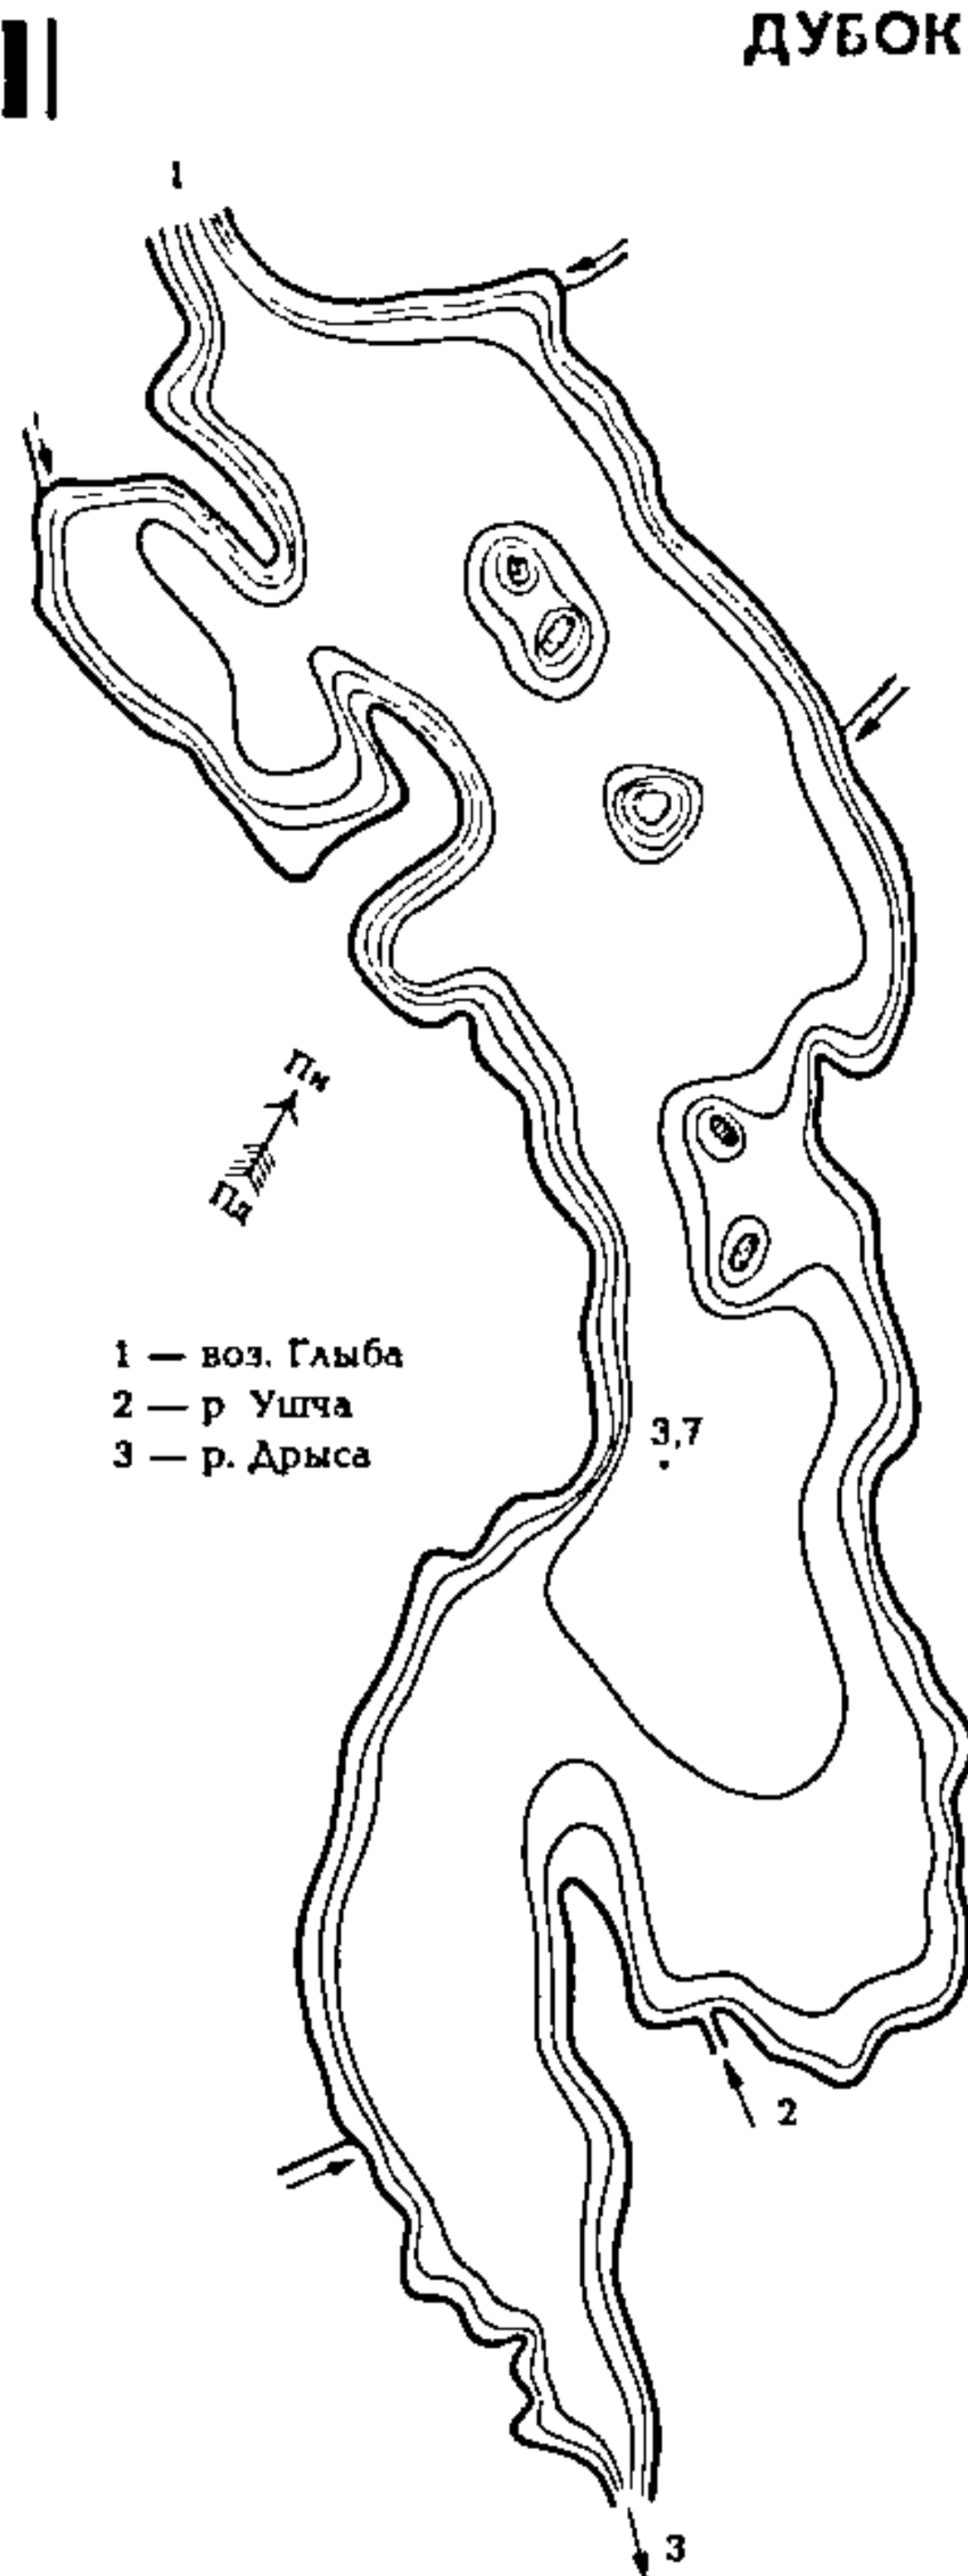 ДУБОК
1
Пн
Пд
1 — воз. Глыба
2 — р Ушча
3 — р. Дрыса
3,7
2
3